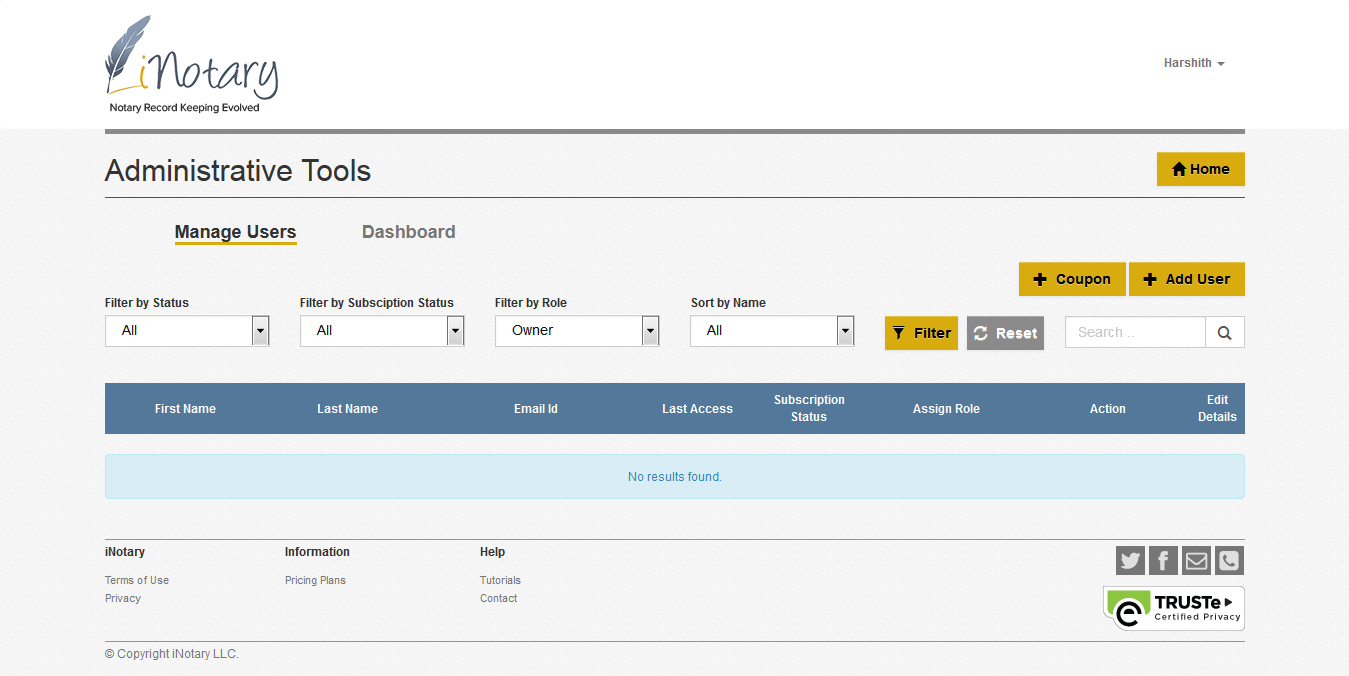 iNotary
Notary Record Keeping Evolved
Harshith
Administrative Tools
Home
Manage Users Dashboard
Coupon Add User
Filter by Status Filter by Subsciption Status Filter by Role Sort by Name
All All Owner All Filter Reset Search ..
First Name Last Name Email Id Last Access Subscription Status Assign Role Action Edit Details
No results found.
iNotary Information Help
Terms of Use Pricing Plans Tutorials
Privacy Contact
TRUSTe
Certified Privacy
© Copyright iNotary LLC.